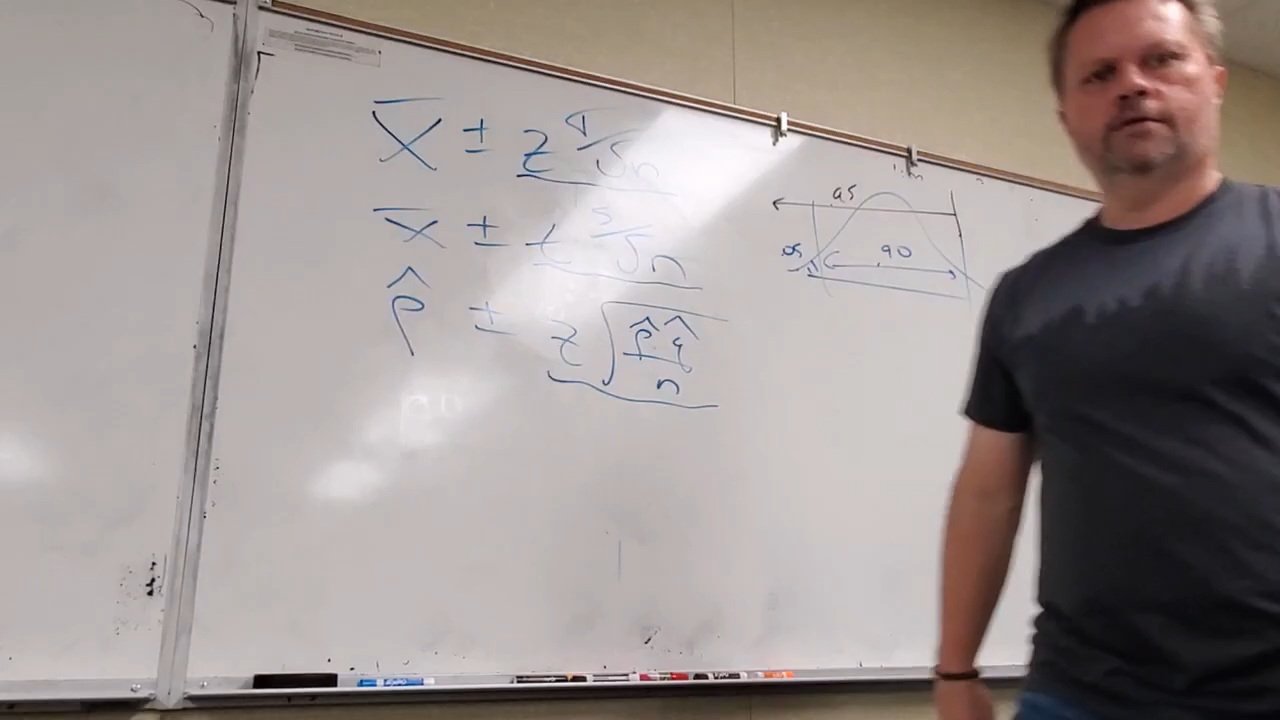 x̅ ± z σ/√n
x̅ ± t s/√n
p̂ ± z √(p̂·q̂/n)
.95
.05 .90